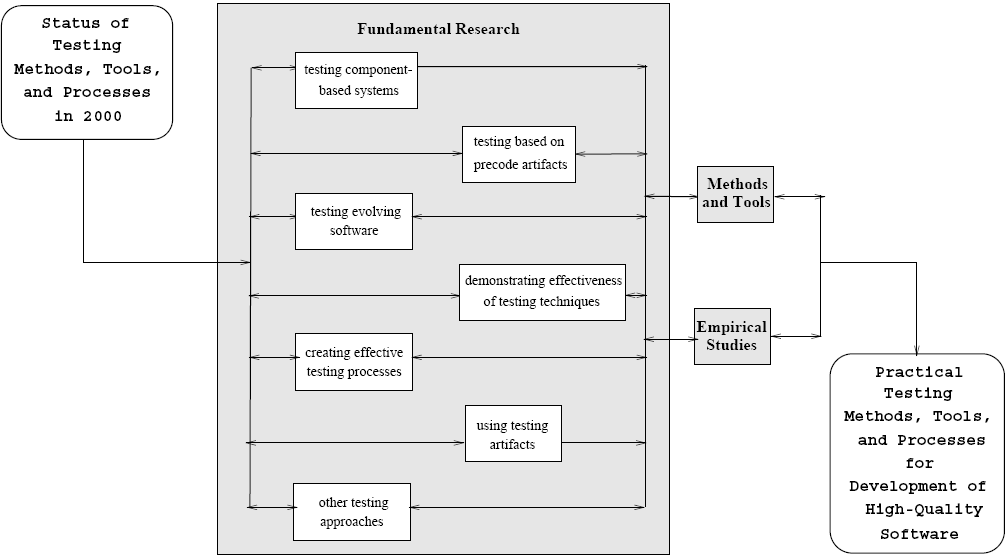 Status of
Testing
Methods, Tools,
and Processes
in 2000
Fundamental Research
testing component-
based systems
testing based on
precode artifacts
testing evolving
software
demonstrating effectiveness
of testing techniques
creating effective
testing processes
using testing
artifacts
other testing
approaches
Methods
and Tools
Empirical
Studies
Practical
Testing
Methods, Tools,
and Processes
for
Development of
High-Quality
Software